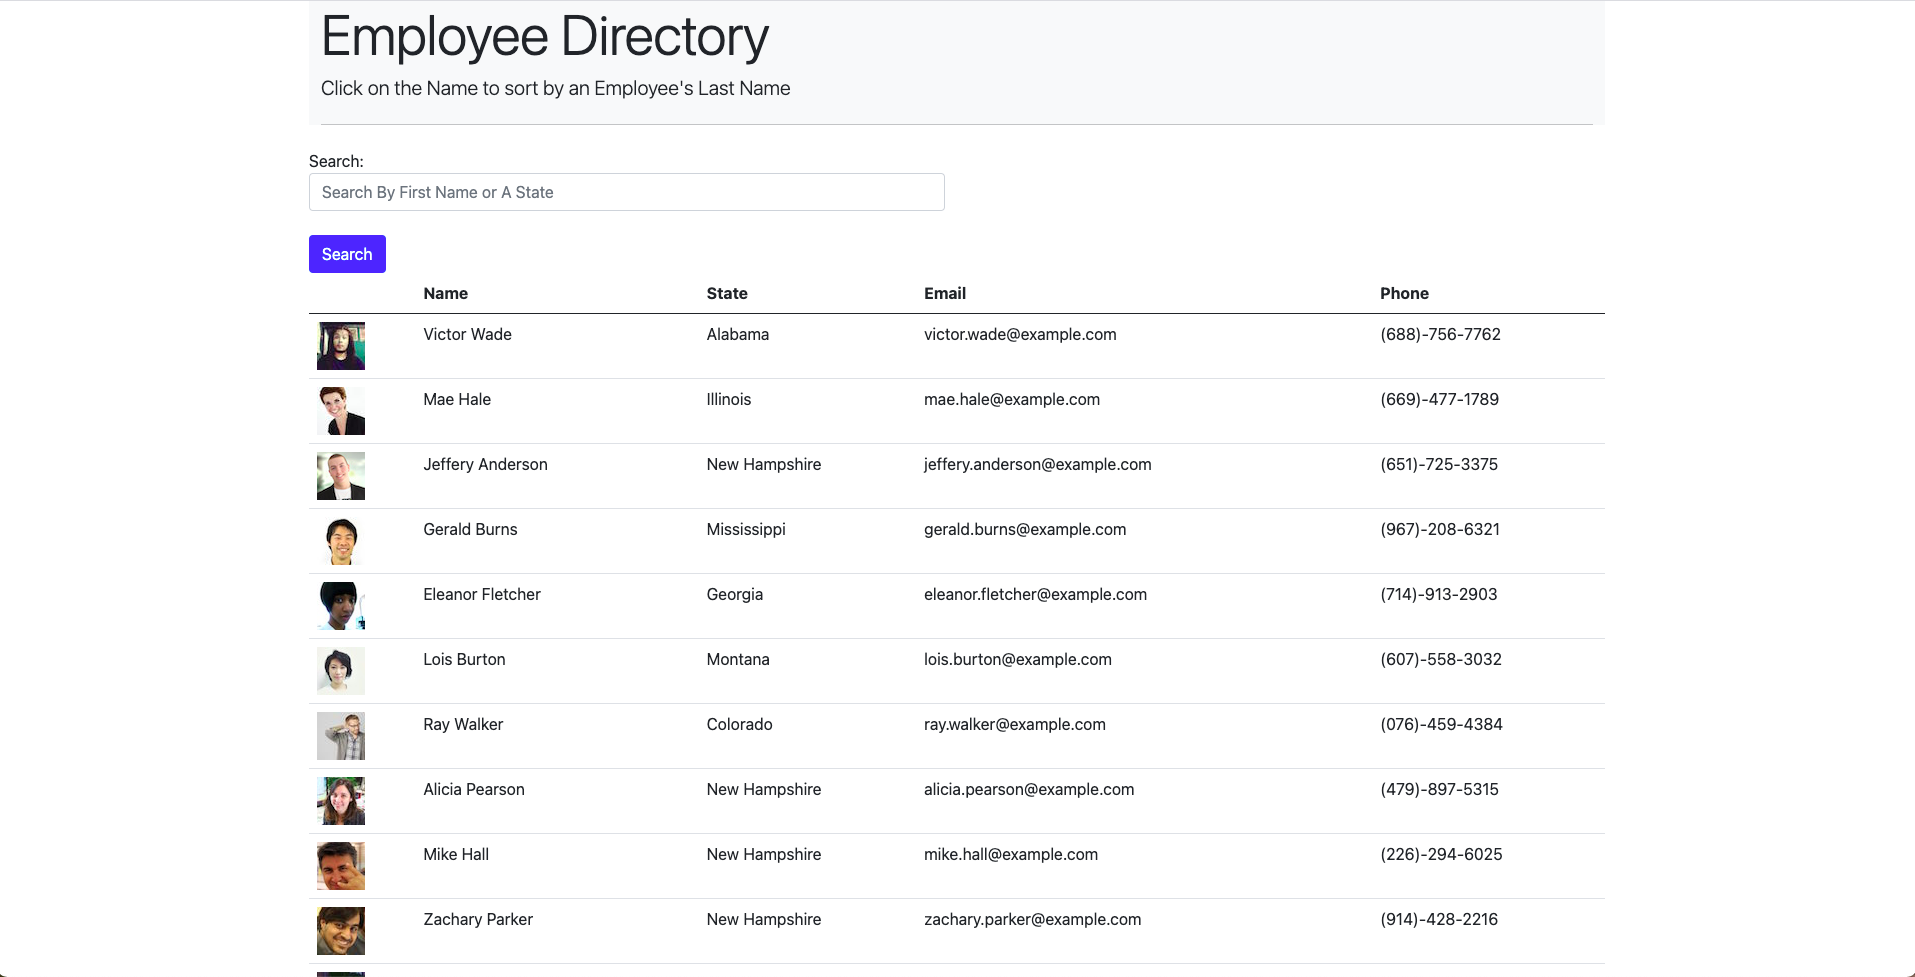 Employee Directory
Click on the Name to sort by an Employee's Last Name
Search:
Search By First Name or A State
Search
Name State Email Phone
Victor Wade Alabama victor.wade@example.com (688)-756-7762
Mae Hale Illinois mae.hale@example.com (669)-477-1789
Jeffery Anderson New Hampshire jeffery.anderson@example.com (651)-725-3375
Gerald Burns Mississippi gerald.burns@example.com (967)-208-6321
Eleanor Fletcher Georgia eleanor.fletcher@example.com (714)-913-2903
Lois Burton Montana lois.burton@example.com (607)-558-3032
Ray Walker Colorado ray.walker@example.com (076)-459-4384
Alicia Pearson New Hampshire alicia.pearson@example.com (479)-897-5315
Mike Hall New Hampshire mike.hall@example.com (226)-294-6025
Zachary Parker New Hampshire zachary.parker@example.com (914)-428-2216